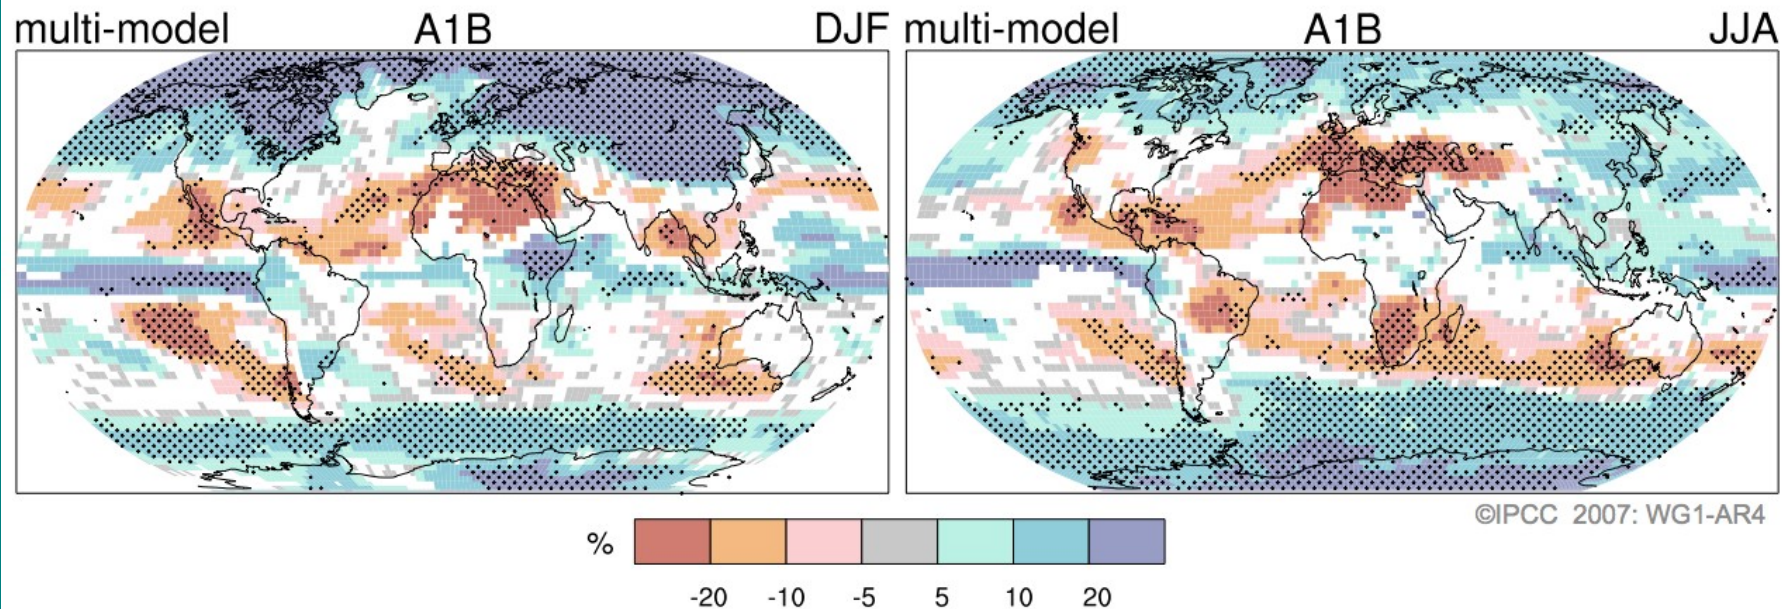 multi-model A1B DJF
multi-model A1B JJA
©IPCC 2007: WG1-AR4
%
-20 -10 -5 5 10 20